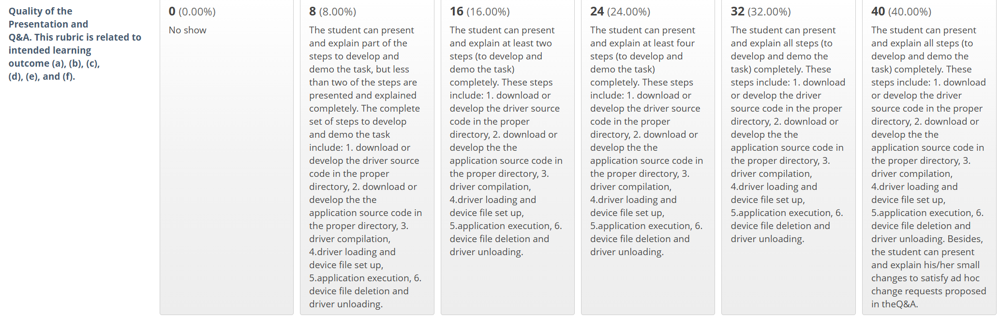 Quality of the
Presentation and
Q&A. This rubric is related to
intended learning
outcome (a), (b), (c),
(d), (e), and (f).
0 (0.00%)
No show
8 (8.00%)
The student can present
and explain part of the
steps to develop and
demo the task, but less
than two of the steps are
presented and explained
completely. The complete
set of steps to develop
and demo the task
include: 1. download or
develop the driver source
code in the proper
directory, 2. download or
develop the the
application source code in
the proper directory, 3.
driver compilation,
4.driver loading and
device file set up,
5.application execution, 6.
device file deletion and
driver unloading.
16 (16.00%)
The student can present
and explain at least two
steps (to develop and
demo the task)
completely. These steps
include: 1. download or
develop the driver source
code in the proper
directory, 2. download or
develop the the
application source code in
the proper directory, 3.
driver compilation,
4.driver loading and
device file set up,
5.application execution, 6.
device file deletion and
driver unloading.
24 (24.00%)
The student can present
and explain at least four
steps (to develop and
demo the task)
completely. These steps
include: 1. download or
develop the driver source
code in the proper
directory, 2. download or
develop the the
application source code in
the proper directory, 3.
driver compilation,
4.driver loading and
device file set up,
5.application execution, 6.
device file deletion and
driver unloading.
32 (32.00%)
The student can present
and explain all steps (to
develop and demo the
task) completely. These
steps include: 1. download
or develop the driver
source code in the proper
directory, 2. download or
develop the the
application source code in
the proper directory, 3.
driver compilation,
4.driver loading and
device file set up,
5.application execution, 6.
device file deletion and
driver unloading.
40 (40.00%)
The student can present
and explain all steps (to
develop and demo the
task) completely. These
steps include: 1. download
or develop the driver
source code in the proper
directory, 2. download or
develop the the
application source code in
the proper directory, 3.
driver compilation,
4.driver loading and
device file set up,
5.application execution, 6.
device file deletion and
driver unloading. Besides,
the student can present
and explain his/her small
changes to satisfy ad hoc
change requests proposed
in theQ&A.